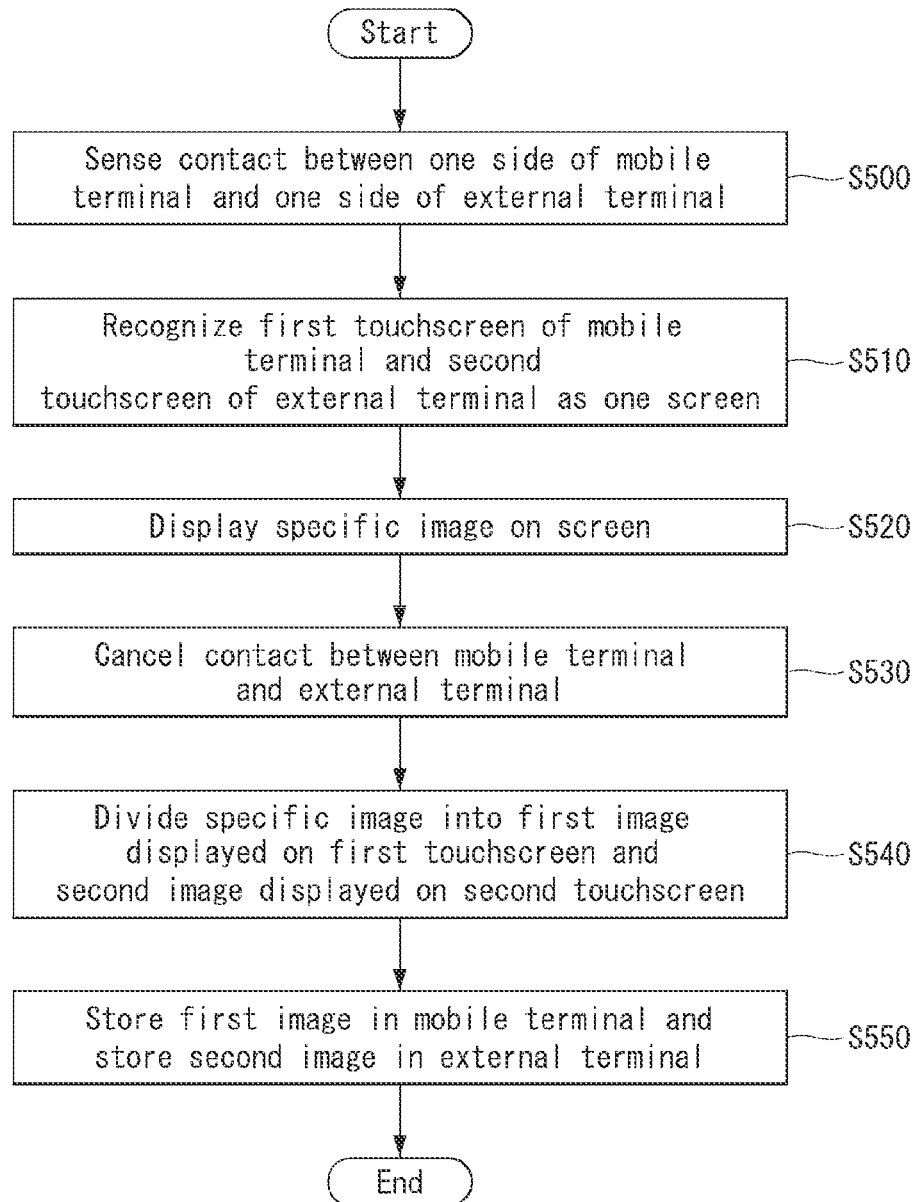 Start
Sense contact between one side of mobile
terminal and one side of external terminal
S500
Recognize first touchscreen of mobile
terminal and second
touchscreen of external terminal as one screen
S510
Display specific image on screen
S520
Cancel contact between mobile terminal
and external terminal
S530
Divide specific image into first image
displayed on first touchscreen and
second image displayed on second touchscreen
S540
Store first image in mobile terminal and
store second image in external terminal
S550
End